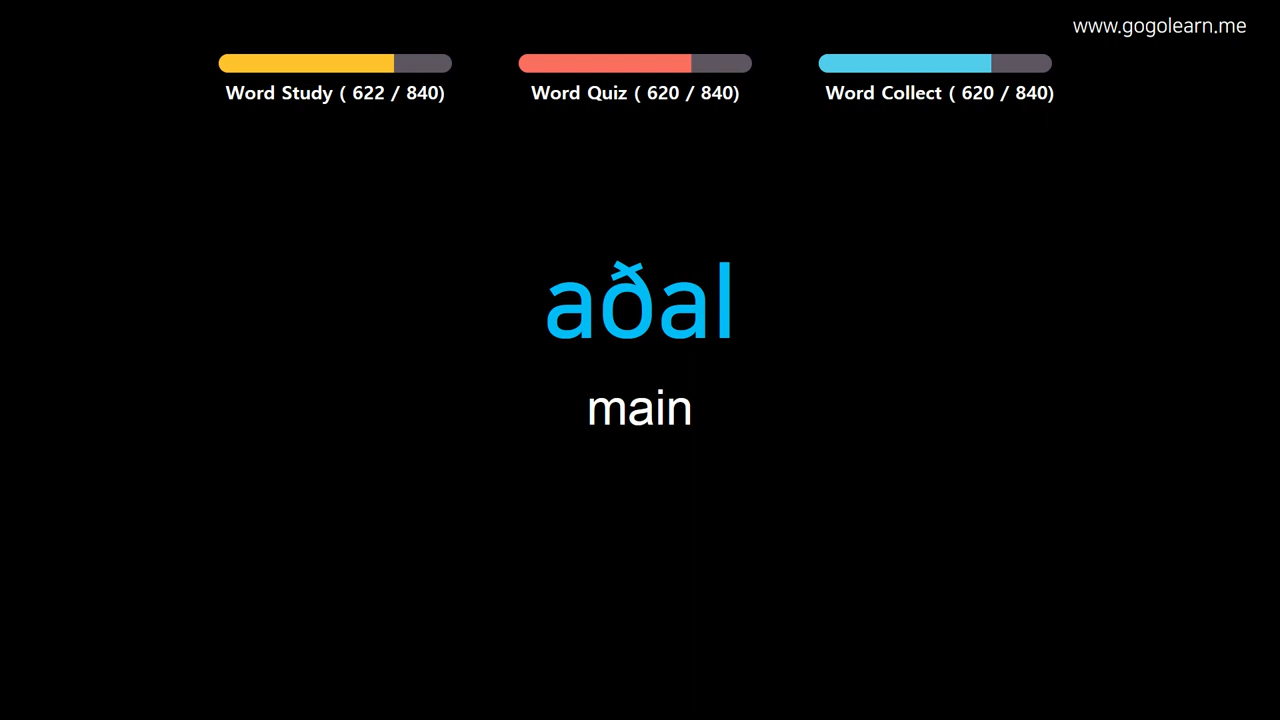 www.gogolearn.me
Word Study ( 622 / 840)
Word Quiz ( 620 / 840)
Word Collect ( 620 / 840)
aðal
main